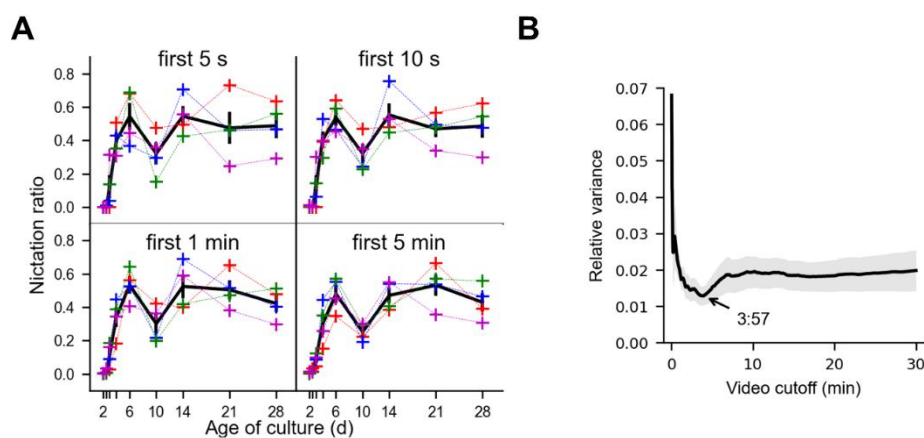 A
B
first 5 s
first 10 s
0.8
0.6
0.4
0.2
0.0
first 1 min
first 5 min
0.8
0.6
0.4
0.2
0.0
Nictation ratio
2 6 10 14 21 28
2 6 10 14 21 28
Age of culture (d)
0.07
0.06
0.05
0.04
0.03
0.02
0.01
0.00
Relative variance
3:57
0 10 20 30
Video cutoff (min)